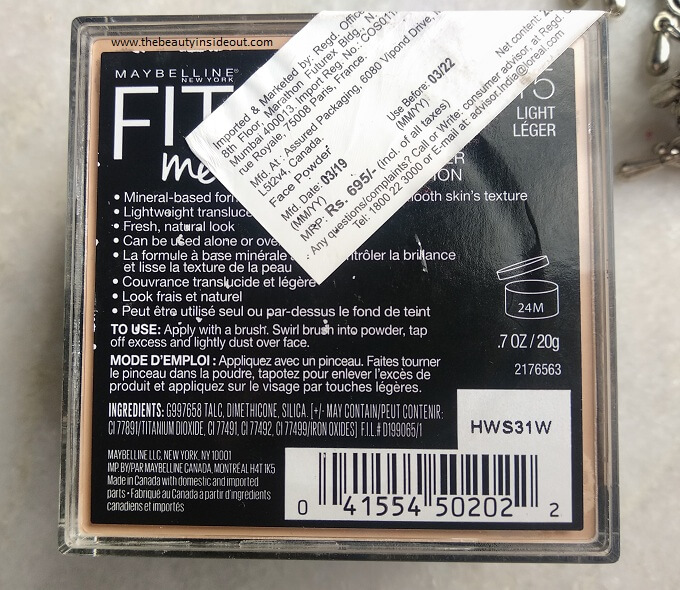 www.thebeautyinsideout.com
MAYBELLINE
NEW YORK
FIT
me
15
LIGHT
LÉGER
Imported & Marketed by: Regd. Office
8th Floor, Marathon Futurex Bldg., N.
Mumbai 400013. Import Reg. No.: COS011
rue Royale, 75008 Paris, France.
Mfd. At: Assured Packaging, 6080 Vipond Drive,
L5t2v4, Canada.
Face Powder
Net content:
Mfd. Date: 03/19
(MM/YY)
Use Before: 03/22
(MM/YY)
MRP: Rs. 695/- (incl. of all taxes)
Any questions/complaints? Call or Write: consumer advisor, at Regd.
Tel: 1800 22 3000 or E-mail at: advisor.india@loreal.com
• Mineral-based smooth skin's texture
• Lightweight
• Fresh, natural look
• Can be used alone or
• La formule à base minérale contrôler la brillance
et lisse la texture de la peau
• Couvrance translucide et légère
• Look frais et naturel
• Peut être utilisé seul ou par-dessus le fond de teint
TO USE: Apply with a brush. Swirl brush into powder, tap
off excess and lightly dust over face.
MODE D'EMPLOI : Appliquez avec un pinceau. Faites tourner
le pinceau dans la poudre, tapotez pour enlever l'excès de
produit et appliquez sur le visage par touches légères.
24M
.7 OZ / 20g
2176563
INGREDIENTS: G997658 TALC, DIMETHICONE, SILICA. [+/- MAY CONTAIN/PEUT CONTENIR:
CI 77891/TITANIUM DIOXIDE, CI 77491, CI 77492, CI 77499/IRON OXIDES] F.I.L.# D199065/1
HWS31W
MAYBELLINE LLC, NEW YORK, NY 10001
IMP. BY/PAR MAYBELLINE CANADA, MONTRÉAL H4T 1K5
Made in Canada with domestic and imported
parts • Fabriqué au Canada à partir d'ingrédients
canadiens et importés
0 41554 50202 2